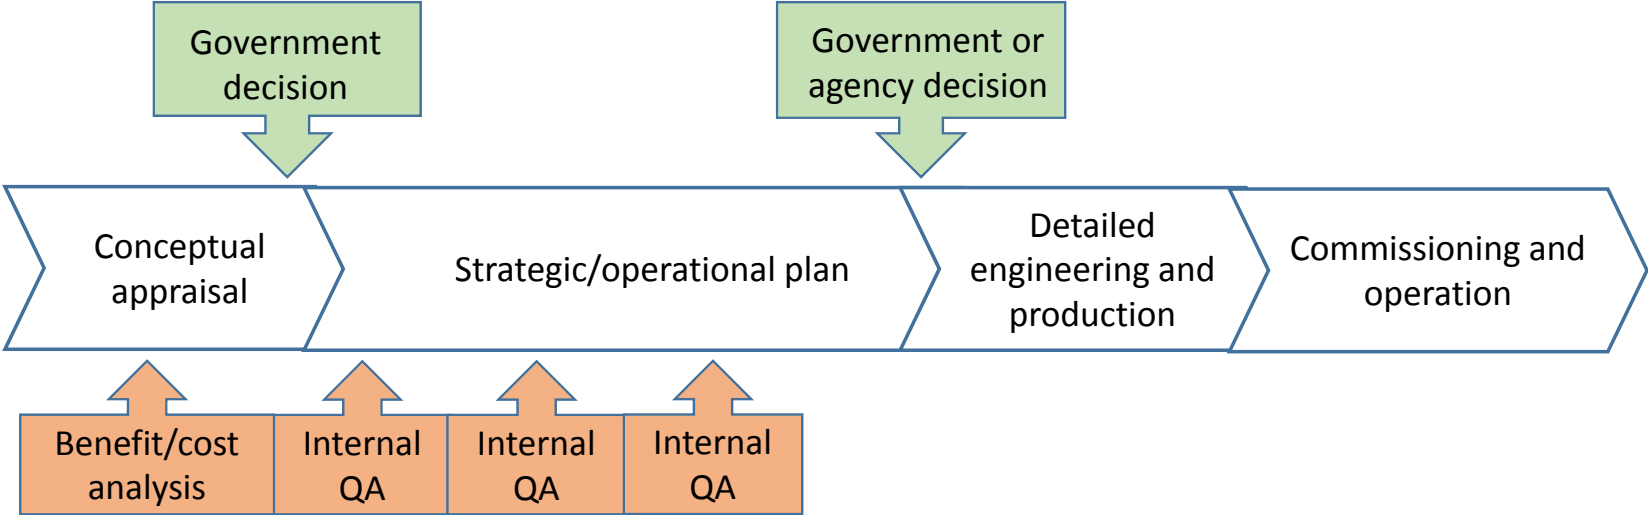 Government
decision
Government or
agency decision
Conceptual
appraisal
Strategic/operational plan
Detailed
engineering and
production
Commissioning and
operation
Benefit/cost
analysis
Internal
QA
Internal
QA
Internal
QA